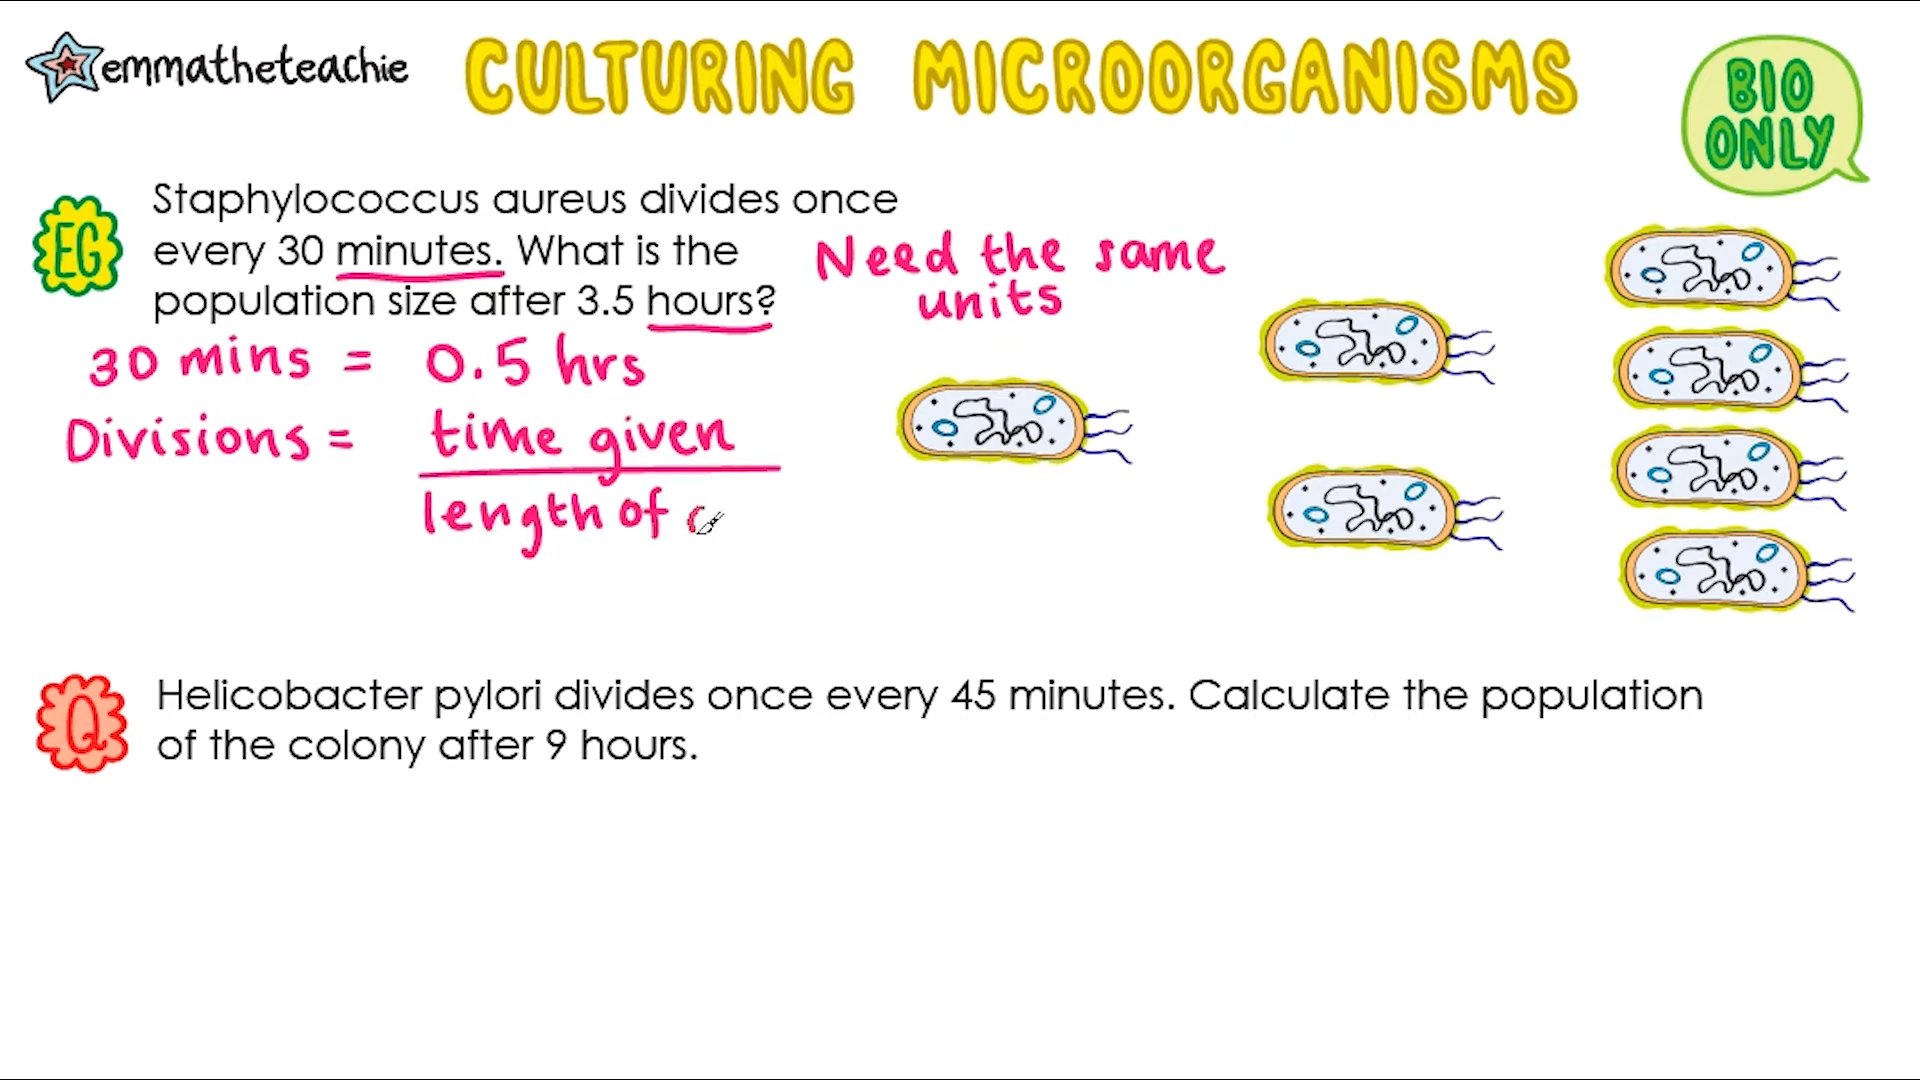 emmatheteachie
CULTURING MICROORGANISMS
BIO
ONLY
EG
Staphylococcus aureus divides once
every 30 minutes. What is the
population size after 3.5 hours?
Need the same
units
30 mins = 0.5 hrs
Divisions = time given
length of
Q
Helicobacter pylori divides once every 45 minutes. Calculate the population
of the colony after 9 hours.